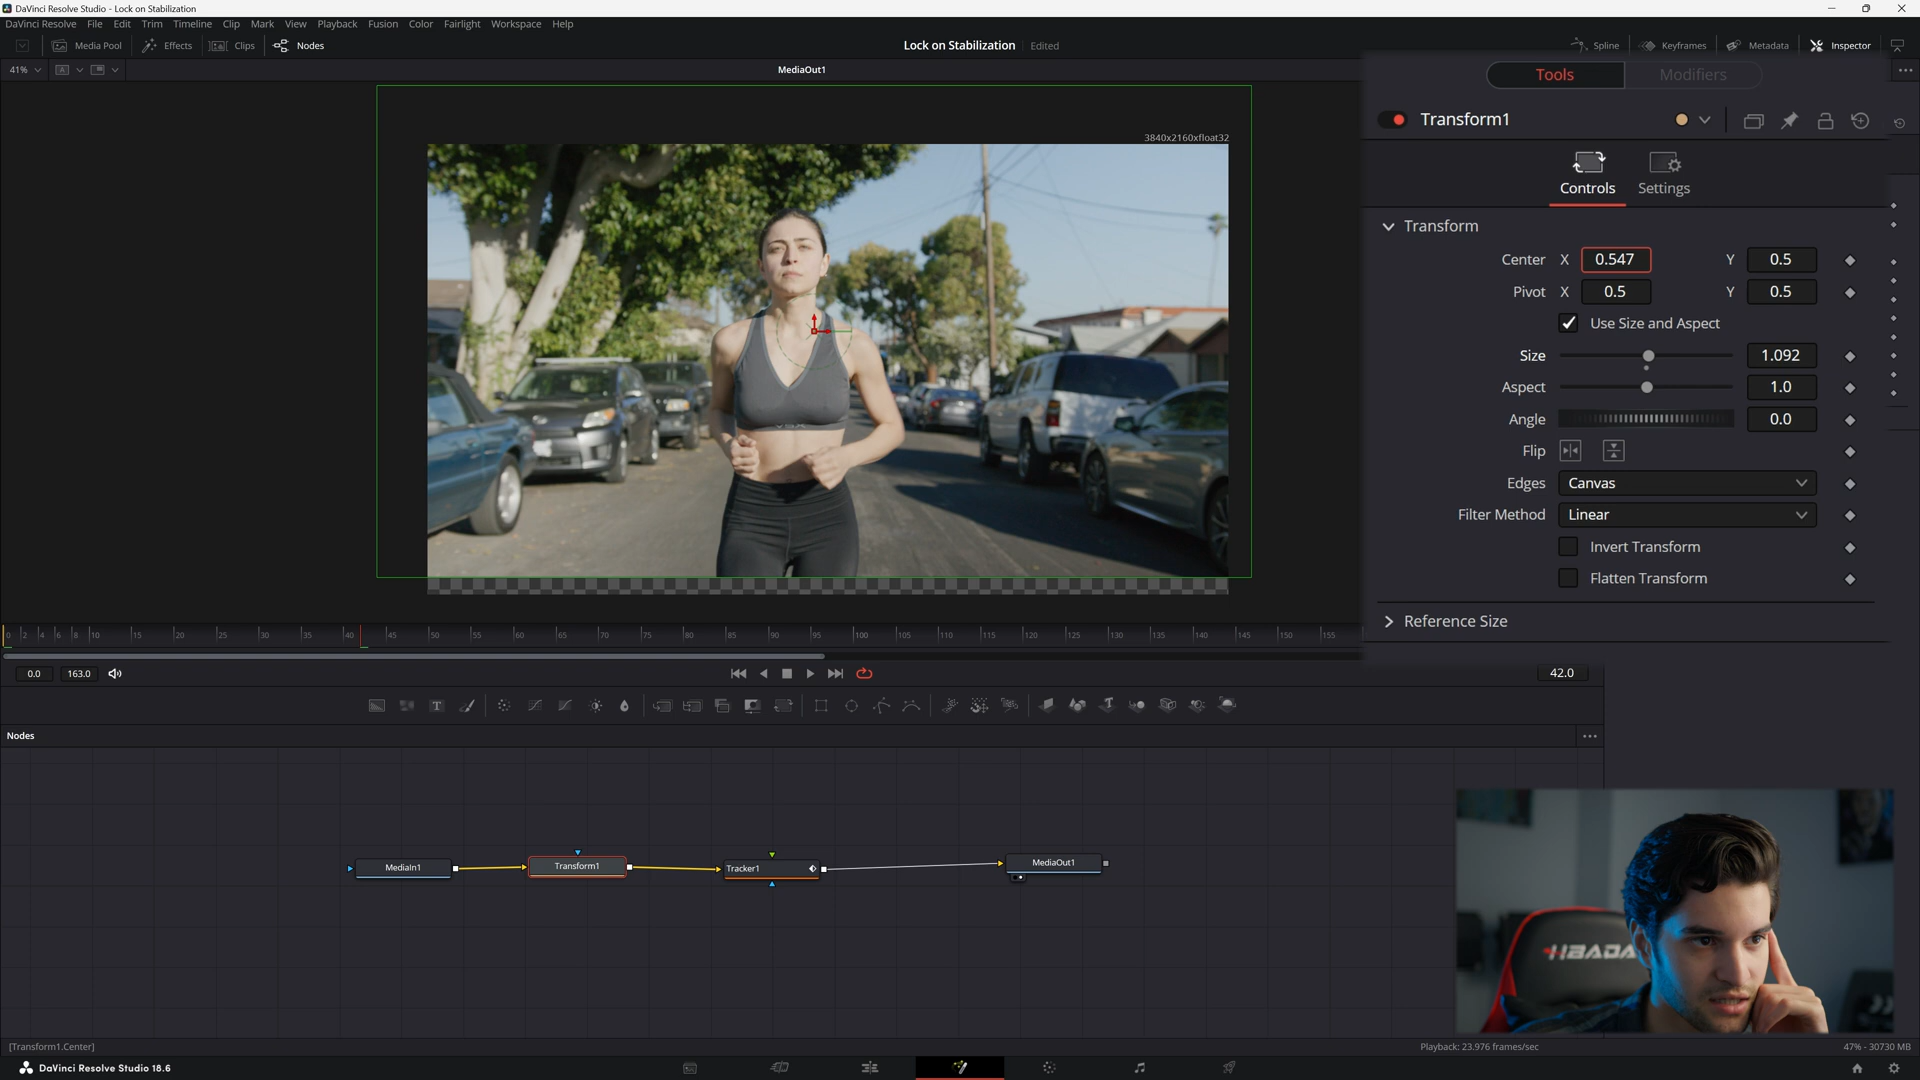 DaVinci Resolve Studio - Lock on Stabilization
DaVinci Resolve File Edit Trim Timeline Clip Mark View Playback Fusion Color Fairlight Workspace Help
Media Pool Effects Clips Nodes
Lock on Stabilization Edited
Spline Keyframes Metadata Inspector
41%
A
MediaOut1
Tools Modifiers
Transform1
3840x2160xfloat32
Controls Settings
Transform
Center X 0.547 Y 0.5
Pivot X 0.5 Y 0.5
Use Size and Aspect
Size 1.092
Aspect 1.0
Angle 0.0
Flip
Edges Canvas
Filter Method Linear
Invert Transform
Flatten Transform
Reference Size
VSX
0 2 4 6 8 10 15 20 25 30 35 40 45 50 55 60 65 70 75 80 85 90 95 100 105 110 115 120 125 130 135 140 145 150 155
0.0 163.0 42.0
T
Nodes
MediaIn1 Transform1 Tracker1 MediaOut1
HBADA
[Transform1.Center]
Playback: 23.976 frames/sec 47% - 30730 MB
DaVinci Resolve Studio 18.6